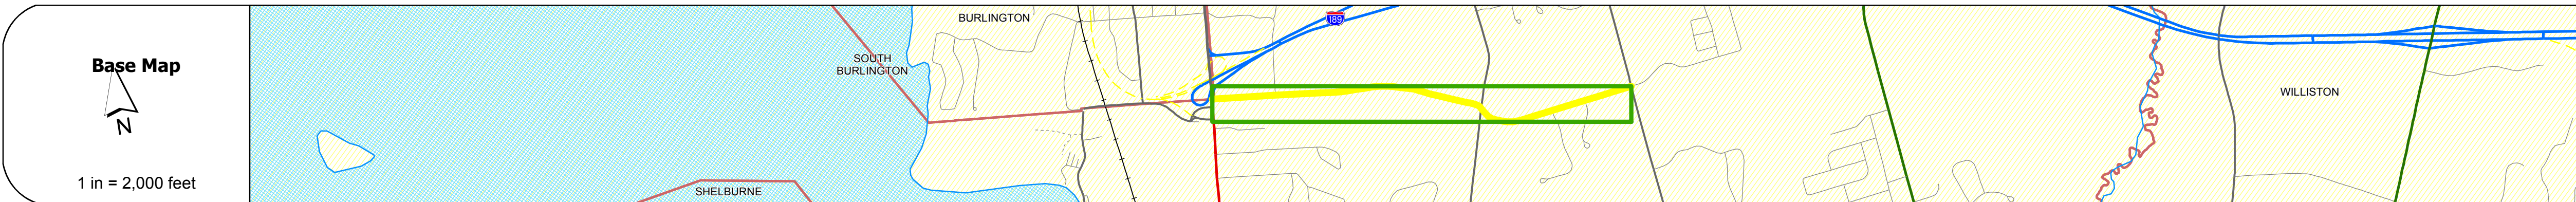 Base Map
N
1 in = 2,000 feet
BURLINGTON
SOUTH
BURLINGTON
SHELBURNE
189
WILLISTON